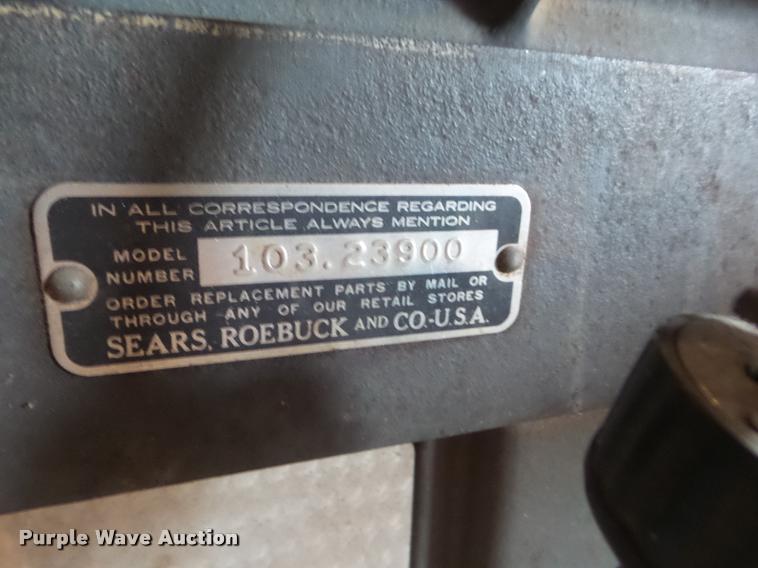 IN ALL CORRESPONDENCE REGARDING
THIS ARTICLE ALWAYS MENTION
MODEL NUMBER 103.23900
ORDER REPLACEMENT PARTS BY MAIL OR
THROUGH ANY OF OUR RETAIL STORES
SEARS, ROEBUCK AND CO.-U.S.A.
Purple Wave Auction